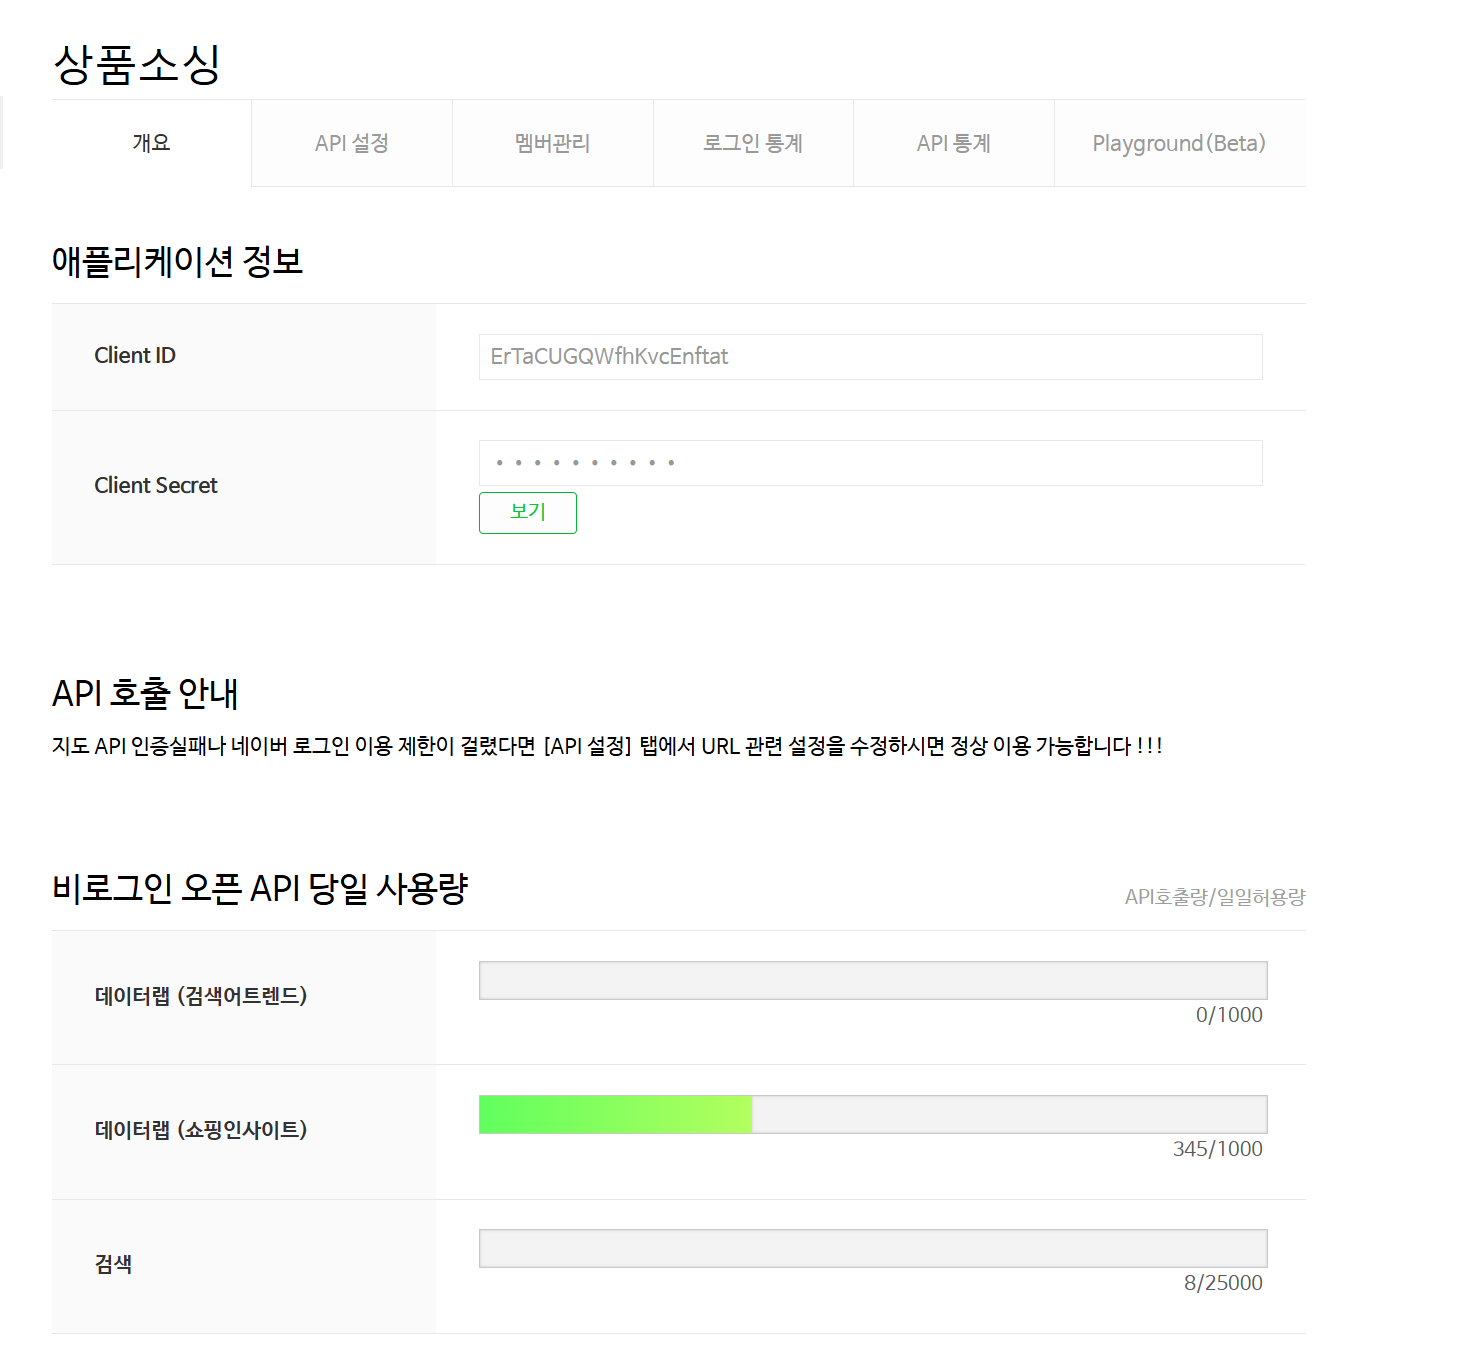 상품소싱
개요 API 설정 멤버관리 로그인 통계 API 통계 Playground(Beta)
애플리케이션 정보
Client ID ErTaCUGQWfhKvcEnftat
Client Secret ••••••••••
보기
API 호출 안내
지도 API 인증실패나 네이버 로그인 이용 제한이 걸렸다면 [API 설정] 탭에서 URL 관련 설정을 수정하시면 정상 이용 가능합니다 !!!
비로그인 오픈 API 당일 사용량 API호출량/일일허용량
데이터랩 (검색어트렌드)
0/1000
데이터랩 (쇼핑인사이트)
345/1000
검색
8/25000